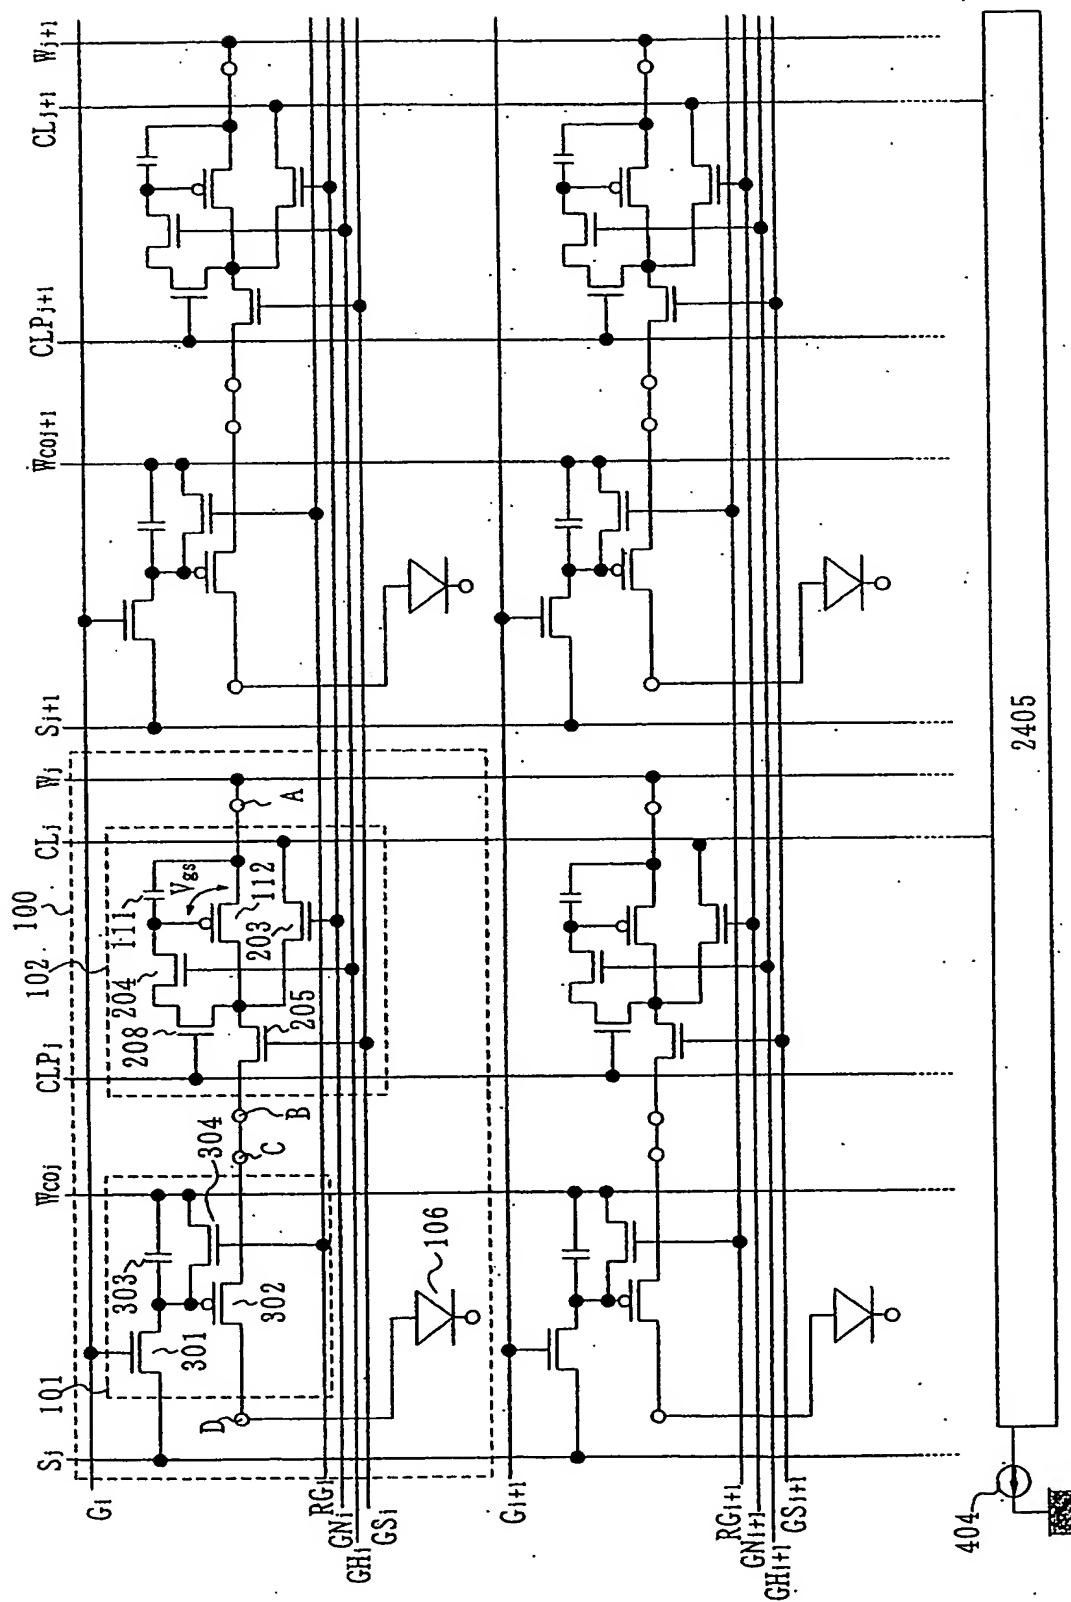 Gi
Gi+1
Sj
101
301
303
302
D
Wcoj
304
C
B
106
RGi
GNi
GHi
GSi
RGi+1
GNi+1
GHi+1
GSi+1
404
CLPj
208
204
205
102
111
Vgs
112
203
CLj
100
Wj
A
Sj+1
2405
Wcoj+1
CLPj+1
CLj+1
Wj+1